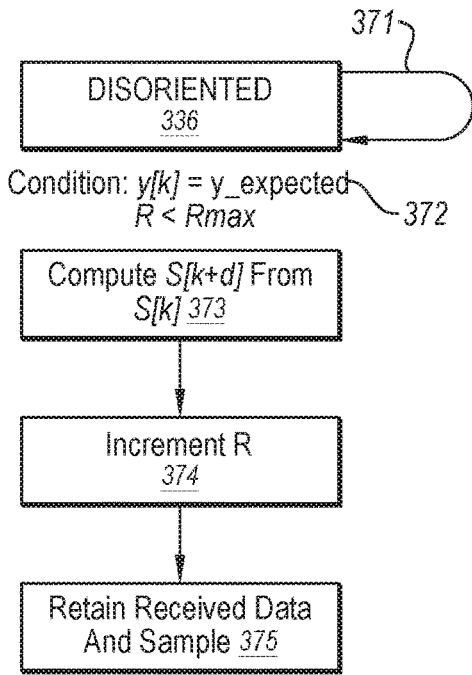 371
DISORIENTED
336
Condition: y[k] = y_expected
R < Rmax
372
Compute S[k+d] From
S[k] 373
Increment R
374
Retain Received Data
And Sample 375